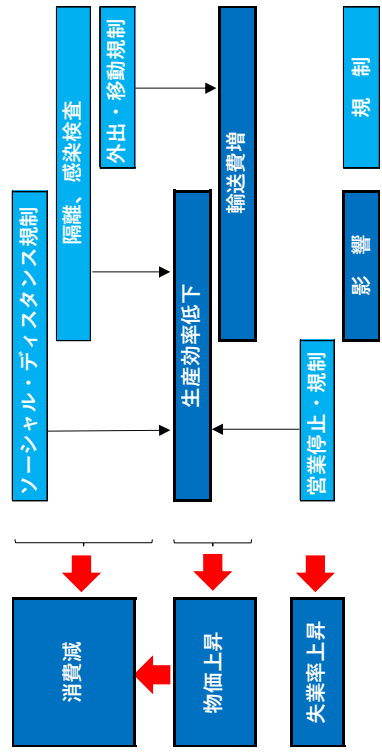 ソーシャル・ディスタンス規制
隔離、感染検査
外出・移動規制
生産効率低下
輸送費増
営業停止・規制
影　響
規　制
消費減
物価上昇
失業率上昇